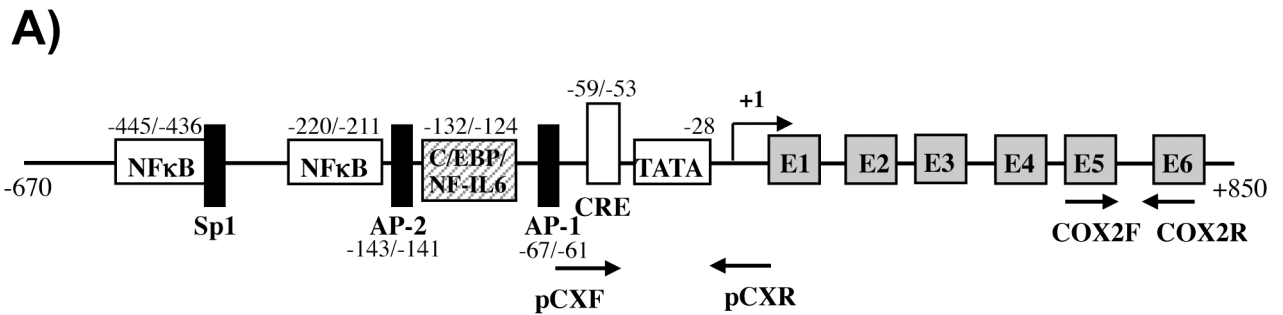 A)
-59/-53
+1
-445/-436
-220/-211
-132/-124
-28
NFκB
NFκB
C/EBP/
NF-IL6
TATA
E1
E2
E3
E4
E5
E6
-670
+850
Sp1
AP-2
-143/-141
AP-1
-67/-61
CRE
COX2F
COX2R
pCXF
pCXR